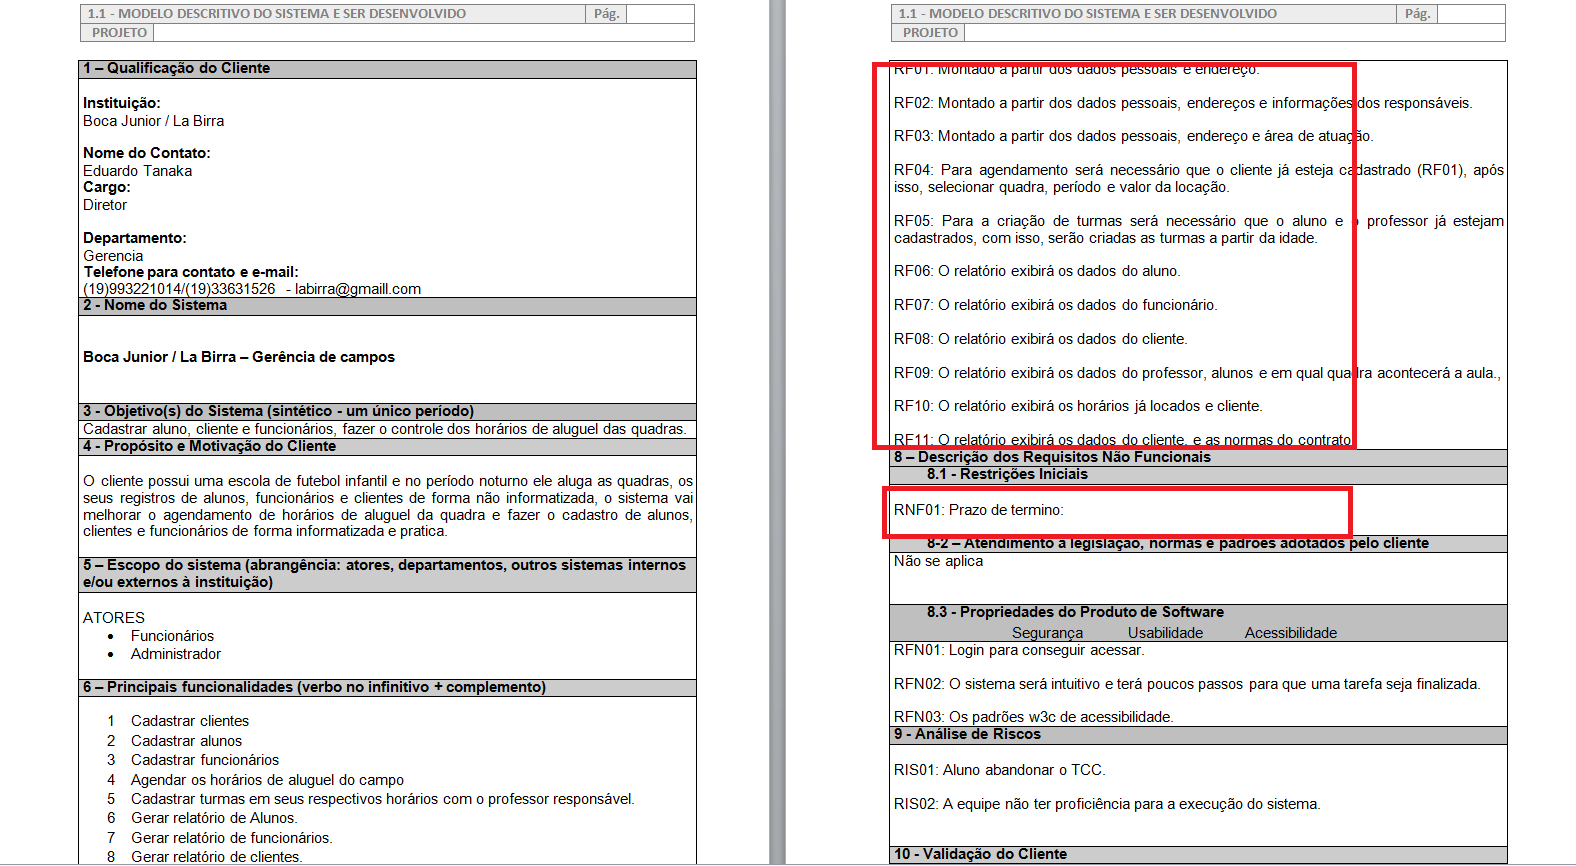 1.1 - MODELO DESCRITIVO DO SISTEMA E SER DESENVOLVIDO Pág.
PROJETO
1 – Qualificação do Cliente
Instituição:
Boca Junior / La Birra
Nome do Contato:
Eduardo Tanaka
Cargo:
Diretor
Departamento:
Gerencia
Telefone para contato e e-mail:
(19)993221014/(19)33631526 - labirra@gmaill.com
2 - Nome do Sistema
Boca Junior / La Birra – Gerência de campos
3 - Objetivo(s) do Sistema (sintético - um único período)
Cadastrar aluno, cliente e funcionários, fazer o controle dos horários de aluguel das quadras.
4 - Propósito e Motivação do Cliente
O cliente possui uma escola de futebol infantil e no período noturno ele aluga as quadras, os
seus registros de alunos, funcionários e clientes de forma não informatizada, o sistema vai
melhorar o agendamento de horários de aluguel da quadra e fazer o cadastro de alunos,
clientes e funcionários de forma informatizada e pratica.
5 – Escopo do sistema (abrangência: atores, departamentos, outros sistemas internos
e/ou externos à instituição)
ATORES
• Funcionários
• Administrador
6 – Principais funcionalidades (verbo no infinitivo + complemento)
1 Cadastrar clientes
2 Cadastrar alunos
3 Cadastrar funcionários
4 Agendar os horários de aluguel do campo
5 Cadastrar turmas em seus respectivos horários com o professor responsável.
6 Gerar relatório de Alunos.
7 Gerar relatório de funcionários.
8 Gerar relatório de clientes.
1.1 - MODELO DESCRITIVO DO SISTEMA E SER DESENVOLVIDO Pág.
PROJETO
RF01: Montado a partir dos dados pessoais e endereço.
RF02: Montado a partir dos dados pessoais, endereços e informações dos responsáveis.
RF03: Montado a partir dos dados pessoais, endereço e área de atuação.
RF04: Para agendamento será necessário que o cliente já esteja cadastrado (RF01), após
isso, selecionar quadra, período e valor da locação.
RF05: Para a criação de turmas será necessário que o aluno e o professor já estejam
cadastrados, com isso, serão criadas as turmas a partir da idade.
RF06: O relatório exibirá os dados do aluno.
RF07: O relatório exibirá os dados do funcionário.
RF08: O relatório exibirá os dados do cliente.
RF09: O relatório exibirá os dados do professor, alunos e em qual quadra acontecerá a aula.,
RF10: O relatório exibirá os horários já locados e cliente.
RF11: O relatório exibirá os dados do cliente, e as normas do contrato
8 – Descrição dos Requisitos Não Funcionais
8.1 - Restrições Iniciais
RNF01: Prazo de termino:
8-2 – Atendimento a legislação, normas e padrões adotados pelo cliente
Não se aplica
8.3 - Propriedades do Produto de Software
Segurança Usabilidade Acessibilidade
RFN01: Login para conseguir acessar.
RFN02: O sistema será intuitivo e terá poucos passos para que uma tarefa seja finalizada.
RFN03: Os padrões w3c de acessibilidade.
9 - Análise de Riscos
RIS01: Aluno abandonar o TCC.
RIS02: A equipe não ter proficiência para a execução do sistema.
10 - Validação do Cliente